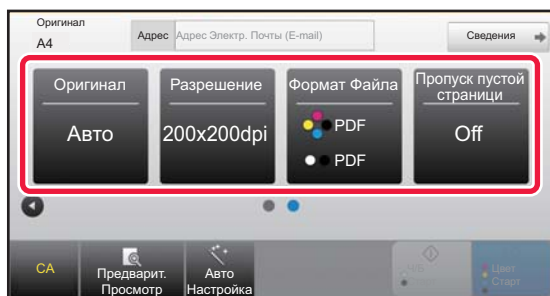 Оригинал
A4
Адрес
Адрес Электр. Почты (E-mail)
Сведения
Оригинал
Авто
Разрешение
200x200dpi
Формат Файла
PDF
PDF
Пропуск пустой
страници
Off
CA
Предварит.
Просмотр
Авто
Настройка
Цвет
Старт